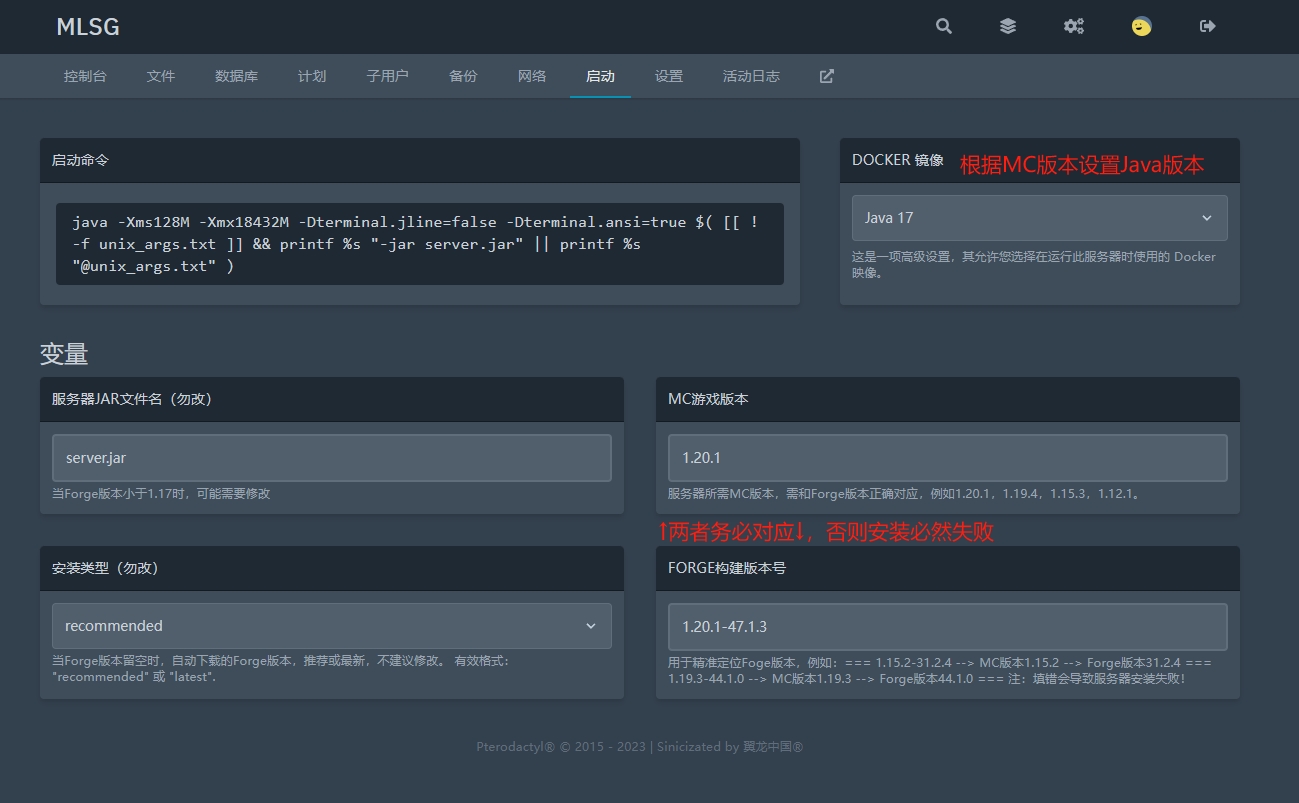 MLSG
控制台 文件 数据库 计划 子用户 备份 网络 启动 设置 活动日志
启动命令
java -Xms128M -Xmx18432M -Dterminal.jline=false -Dterminal.ansi=true $( [[ !
-f unix_args.txt ]] && printf %s "-jar server.jar" || printf %s
"@unix_args.txt" )
DOCKER 镜像 根据MC版本设置Java版本
Java 17
这是一项高级设置，其允许您选择在运行此服务器时使用的 Docker
映像。
变量
服务器JAR文件名（勿改）
server.jar
当Forge版本小于1.17时，可能需要修改
MC游戏版本
1.20.1
服务器所需MC版本，需和Forge版本正确对应，例如1.20.1，1.19.4，1.15.3，1.12.1。
↑两者务必对应↓，否则安装必然失败
安装类型（勿改）
recommended
当Forge版本留空时，自动下载的Forge版本，推荐或最新，不建议修改。 有效格式：
"recommended" 或 "latest".
FORGE构建版本号
1.20.1-47.1.3
用于精准定位Foge版本，例如：=== 1.15.2-31.2.4 --> MC版本1.15.2 --> Forge版本31.2.4 ===
1.19.3-44.1.0 --> MC版本1.19.3 --> Forge版本44.1.0 === 注：填错会导致服务器安装失败！
Pterodactyl® © 2015 - 2023 | Sinicizated by 翼龙中国®